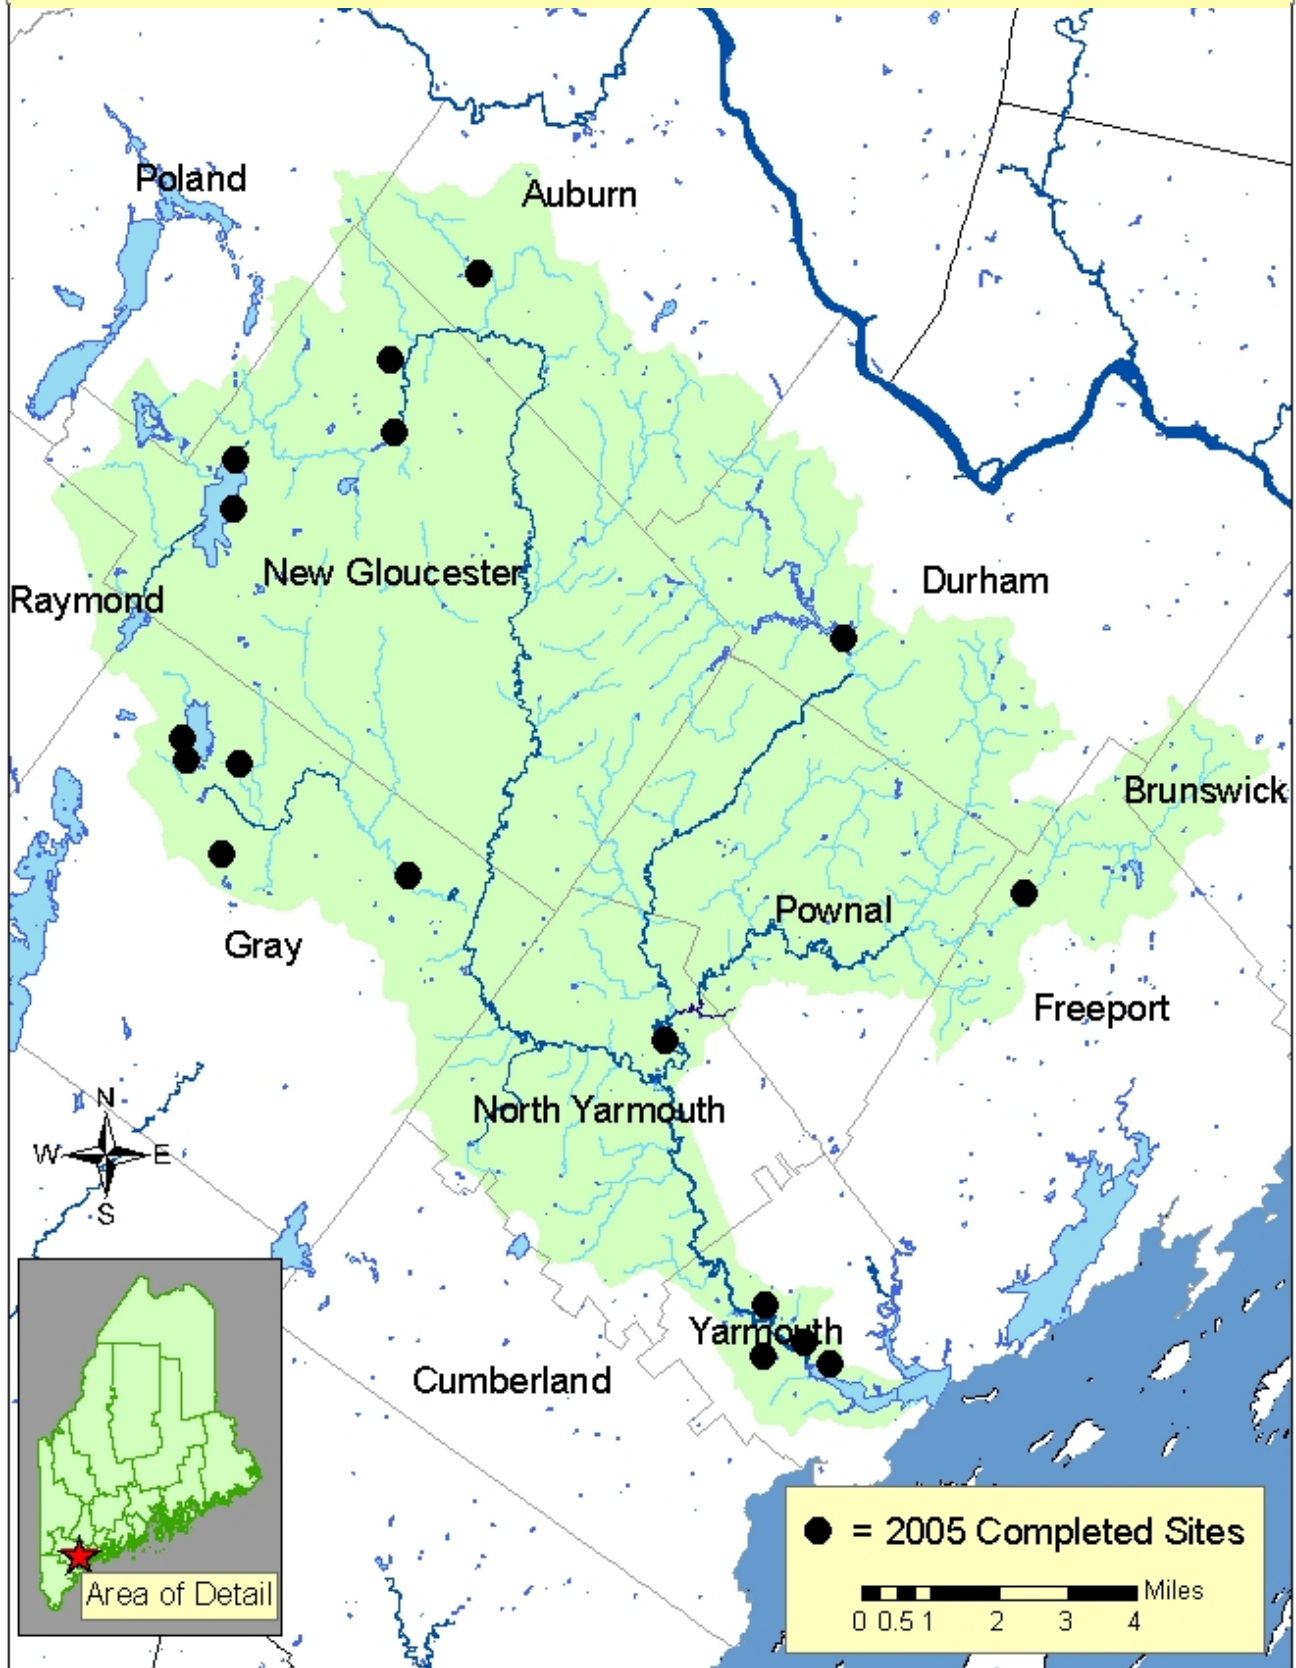 Poland
Auburn
New Gloucester
Durham
Raymond
Brunswick
Pownal
Gray
Freeport
N
W E
S
North Yarmouth
Yarmouth
Cumberland
= 2005 Completed Sites
Miles
0 0.5 1 2 3 4
Area of Detail